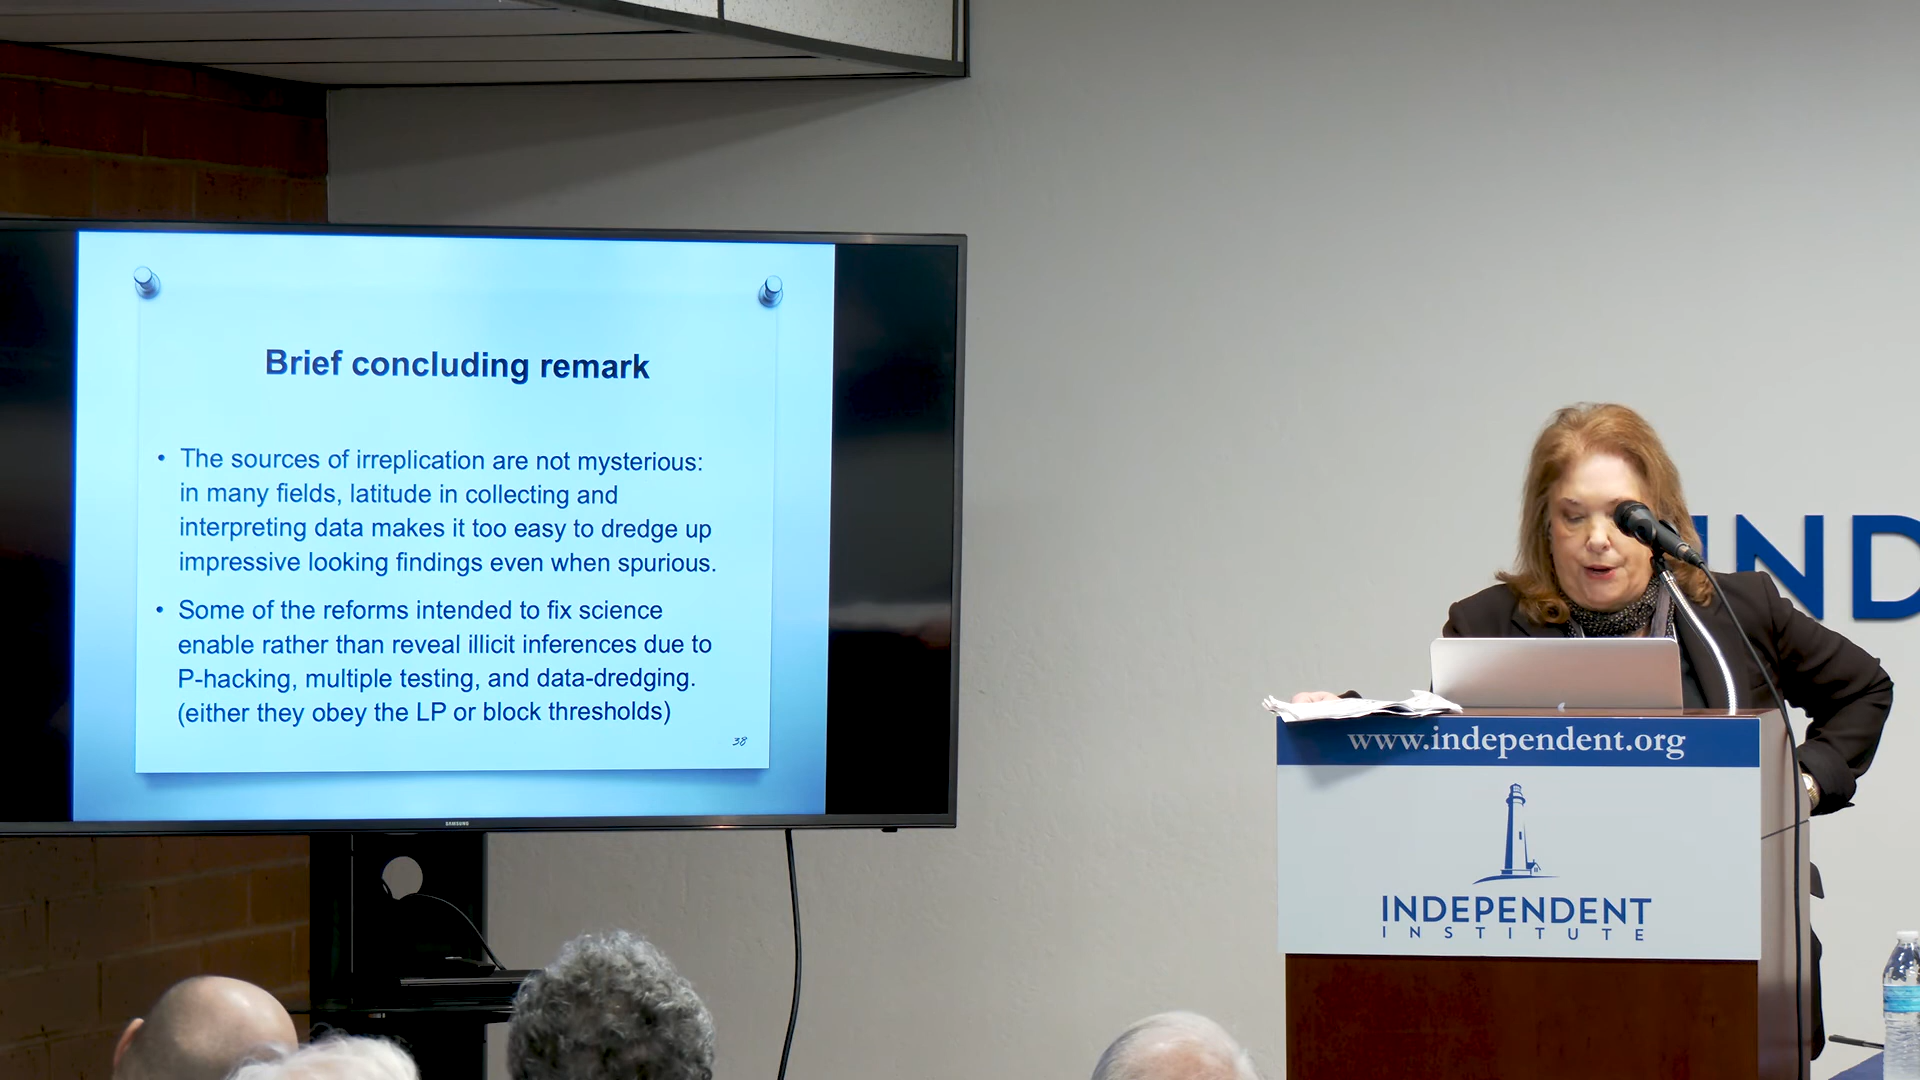 Brief concluding remark
• The sources of irreplication are not mysterious:
in many fields, latitude in collecting and
interpreting data makes it too easy to dredge up
impressive looking findings even when spurious.
• Some of the reforms intended to fix science
enable rather than reveal illicit inferences due to
P-hacking, multiple testing, and data-dredging.
(either they obey the LP or block thresholds)
38
SAMSUNG
IND
www.independent.org
INDEPENDENT
INSTITUTE